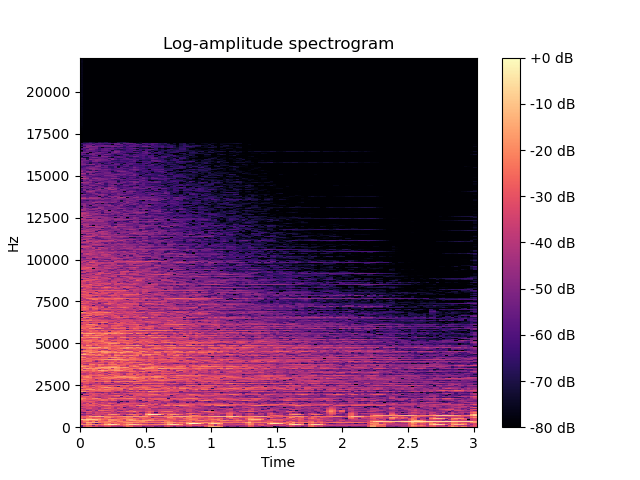 Log-amplitude spectrogram
Hz
20000
17500
15000
12500
10000
7500
5000
2500
0
0
0.5
1
1.5
2
2.5
3
Time
+0 dB
-10 dB
-20 dB
-30 dB
-40 dB
-50 dB
-60 dB
-70 dB
-80 dB